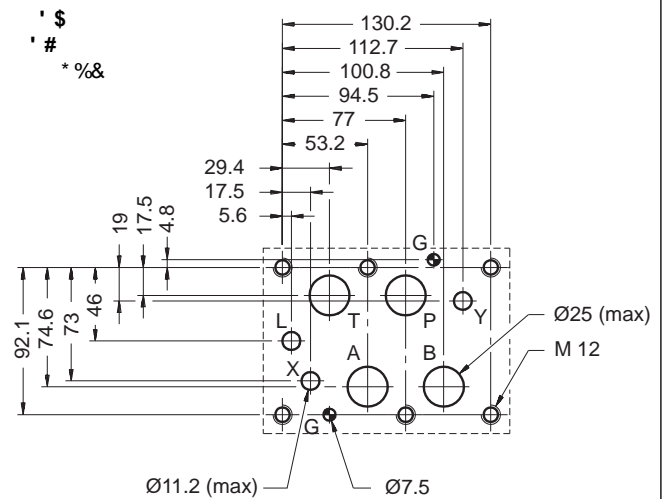 ' $
' #
* %&
130.2
112.7
100.8
94.5
77
53.2
29.4
17.5
5.6
19
17.5
4.8
G
T
P
Y
L
A
B
X
G
46
73
74.6
92.1
Ø25 (max)
M 12
Ø11.2 (max)
Ø7.5